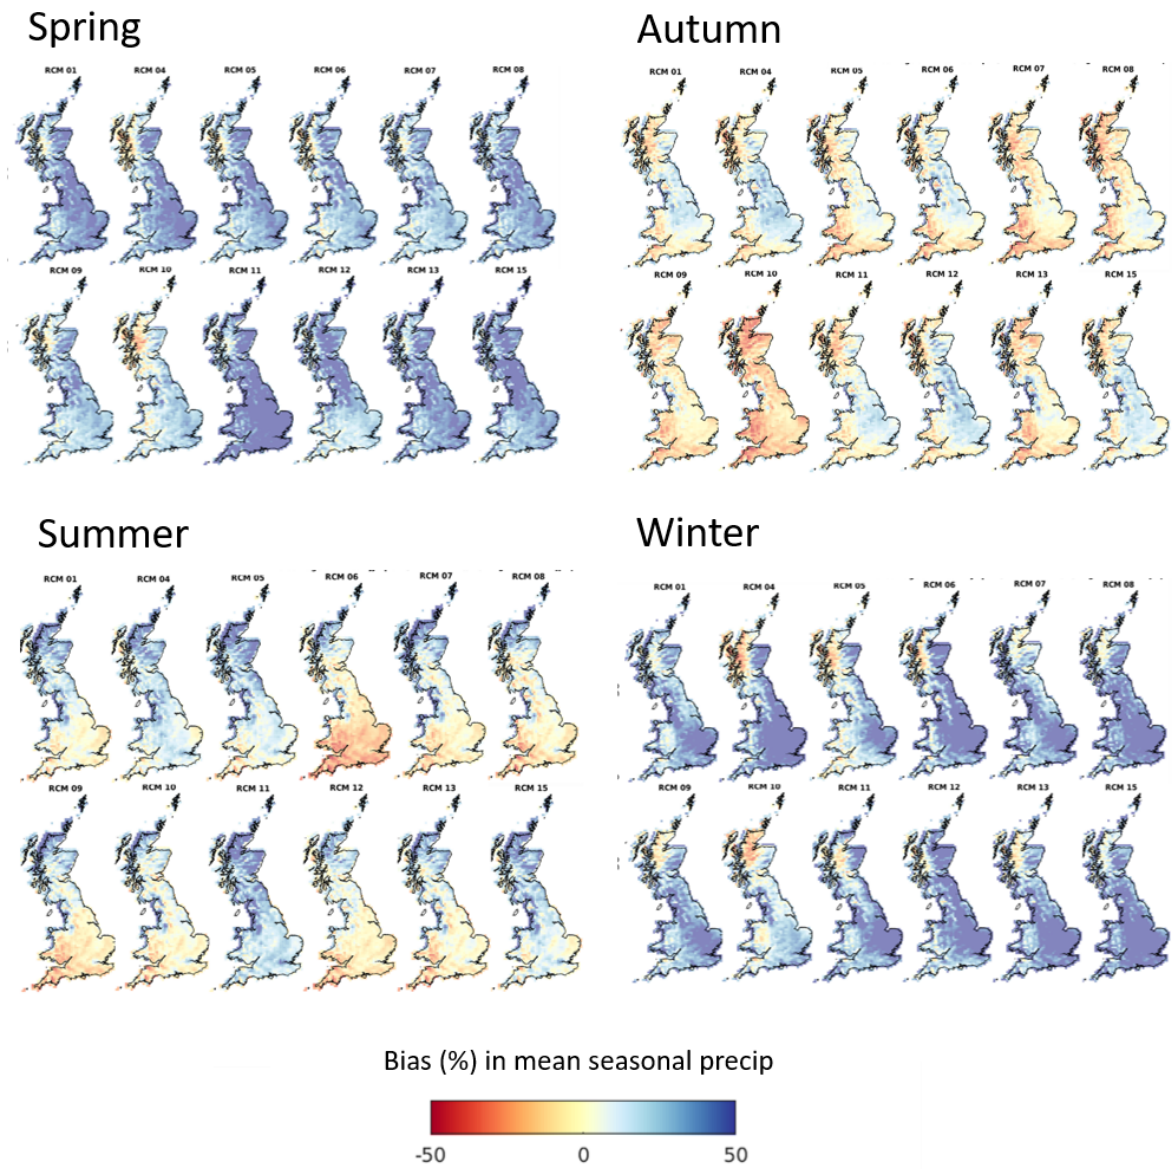 Spring
RCM 01 RCM 04 RCM 05 RCM 06 RCM 07 RCM 08
RCM 09 RCM 10 RCM 11 RCM 12 RCM 13 RCM 15
Autumn
RCM 01 RCM 04 RCM 05 RCM 06 RCM 07 RCM 08
RCM 09 RCM 10 RCM 11 RCM 12 RCM 13 RCM 15
Summer
RCM 01 RCM 04 RCM 05 RCM 06 RCM 07 RCM 08
RCM 09 RCM 10 RCM 11 RCM 12 RCM 13 RCM 15
Winter
RCM 01 RCM 04 RCM 05 RCM 06 RCM 07 RCM 08
RCM 09 RCM 10 RCM 11 RCM 12 RCM 13 RCM 15
Bias (%) in mean seasonal precip
-50 0 50